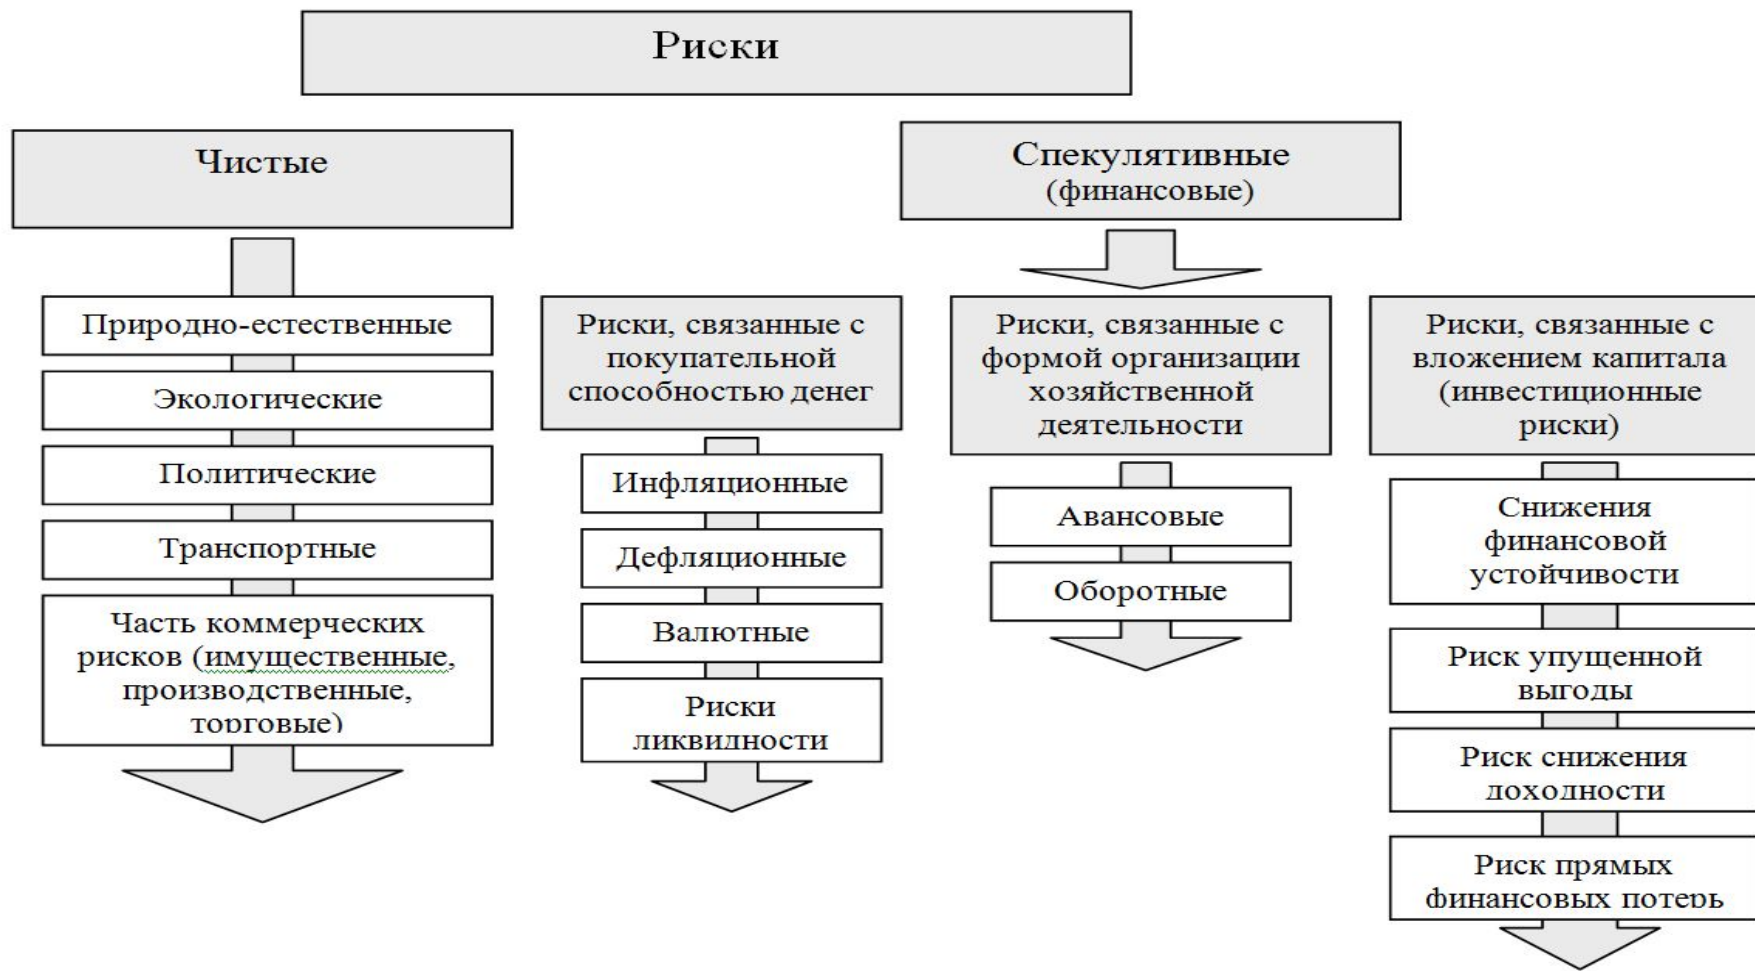 Риски
Чистые
Спекулятивные
(финансовые)
Природно-естественные
Экологические
Политические
Транспортные
Часть коммерческих
рисков (имущественные,
производственные,
торговые)
Риски, связанные с
покупательной
способностью денег
Инфляционные
Дефляционные
Валютные
Риски
ликвидности
Риски, связанные с
формой организации
хозяйственной
деятельности
Авансовые
Оборотные
Риски, связанные с
вложением капитала
(инвестиционные
риски)
Снижения
финансовой
устойчивости
Риск упущенной
выгоды
Риск снижения
доходности
Риск прямых
финансовых потерь